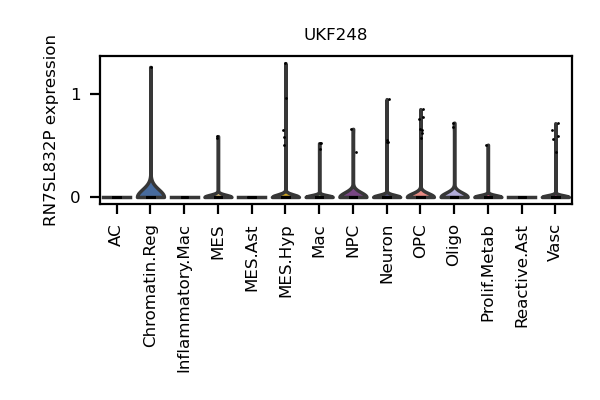 UKF248
RN7SL832P expression
1
0
AC
Chromatin.Reg
Inflammatory.Mac
MES
MES.Ast
MES.Hyp
Mac
NPC
Neuron
OPC
Oligo
Prolif.Metab
Reactive.Ast
Vasc